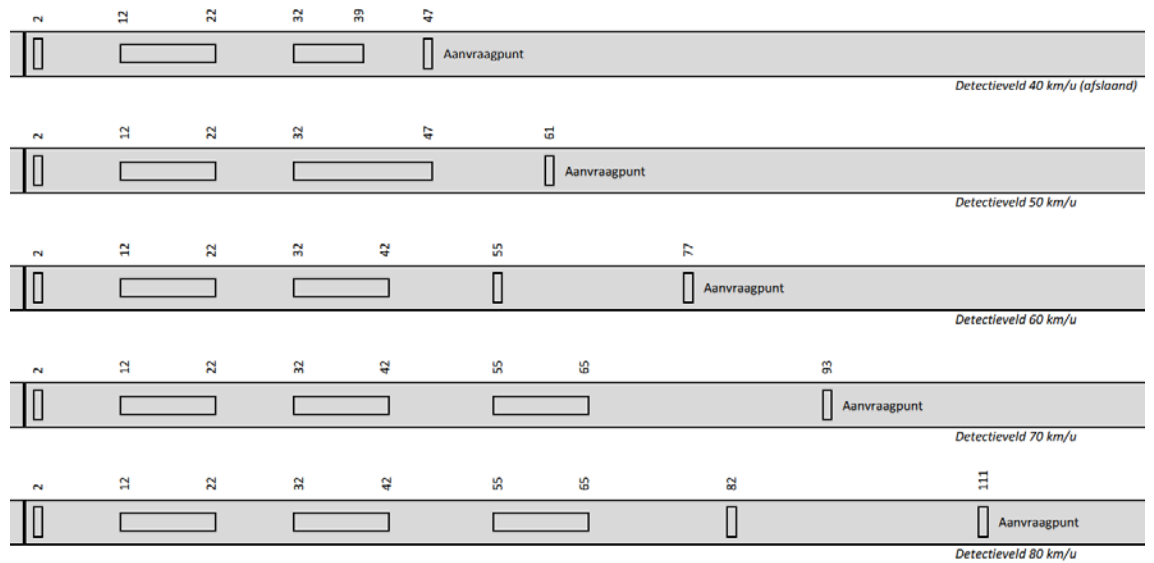 2 12 22 32 39 47
Aanvraagpunt
Detectieveld 40 km/u (afslaand)
2 12 22 32 47 61
Aanvraagpunt
Detectieveld 50 km/u
2 12 22 32 42 55 77
Aanvraagpunt
Detectieveld 60 km/u
2 12 22 32 42 55 65 93
Aanvraagpunt
Detectieveld 70 km/u
2 12 22 32 42 55 65 82 111
Aanvraagpunt
Detectieveld 80 km/u